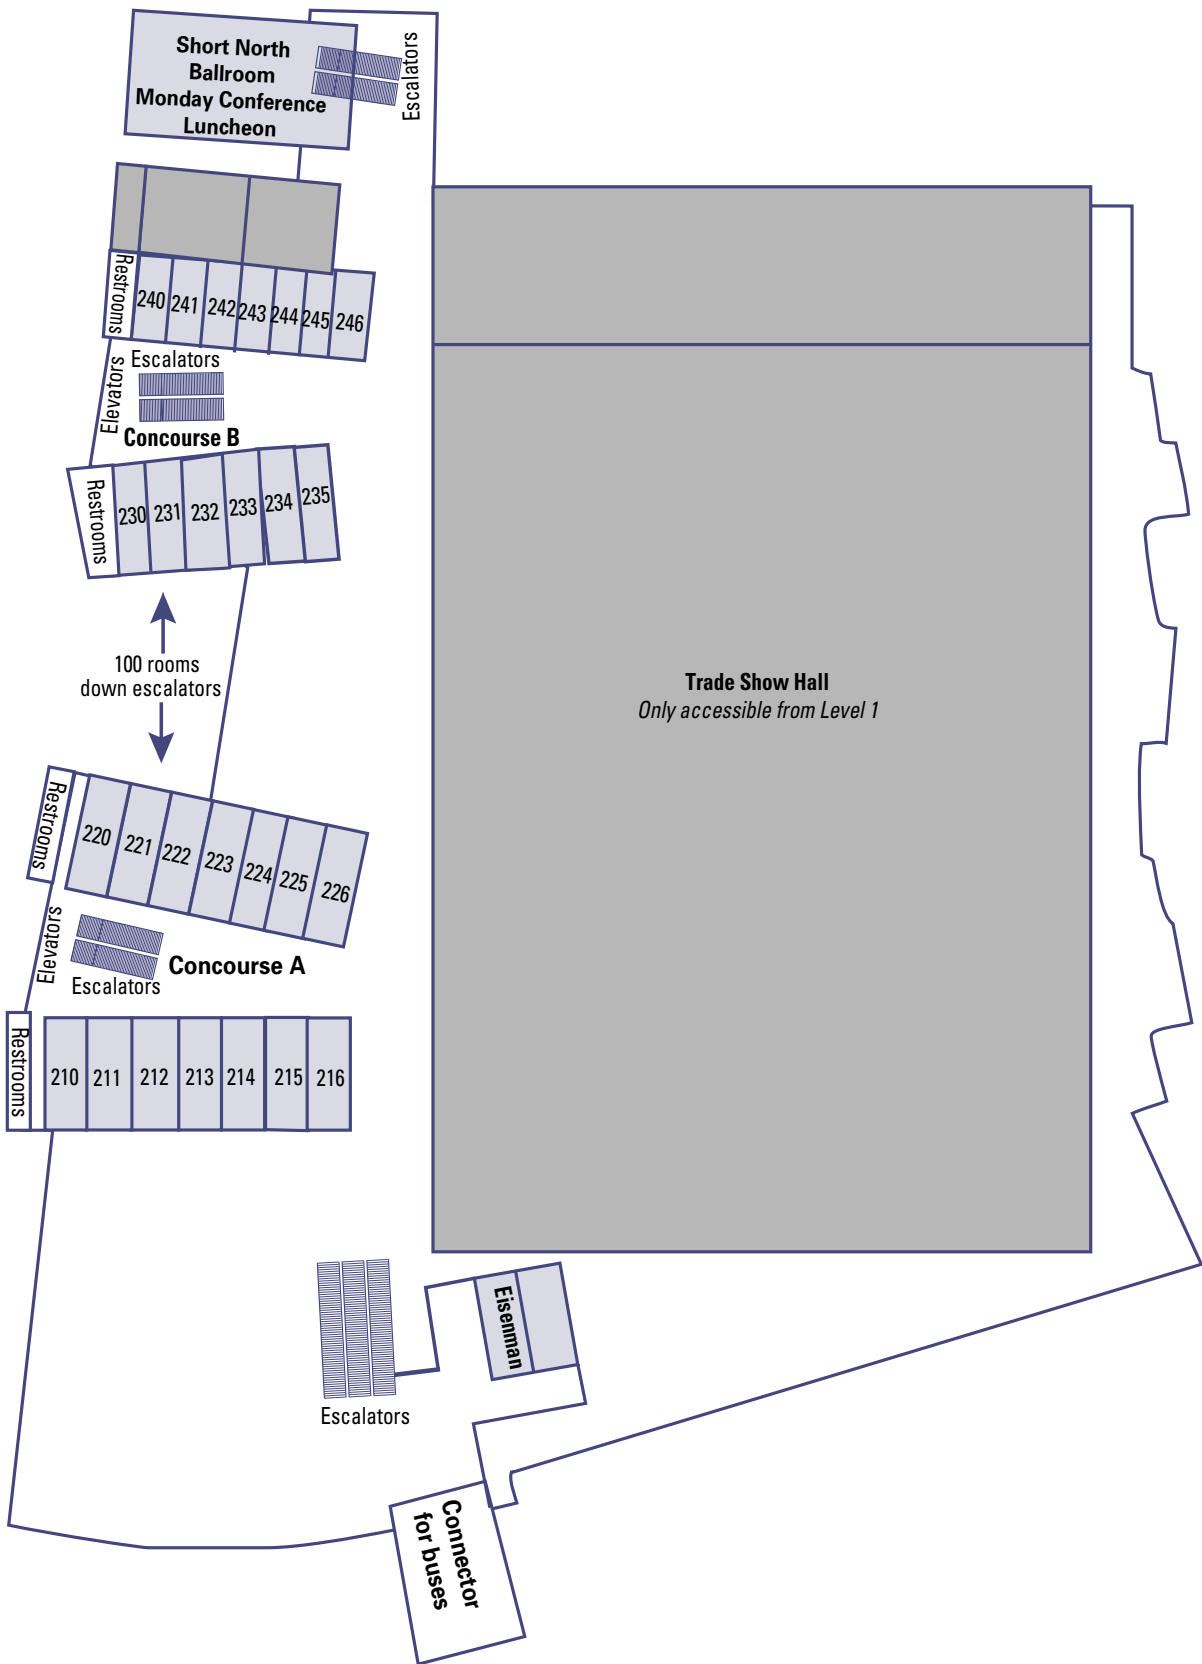 Short North
Ballroom
Monday Conference
Luncheon
Escalators
Restrooms
240
241
242
243
244
245
246
Elevators
Escalators
Concourse B
Restrooms
230
231
232
233
234
235
100 rooms
down escalators
Trade Show Hall
Only accessible from Level 1
Restrooms
220
221
222
223
224
225
226
Elevators
Escalators
Concourse A
Restrooms
210
211
212
213
214
215
216
Eisenman
Escalators
Connector
for buses